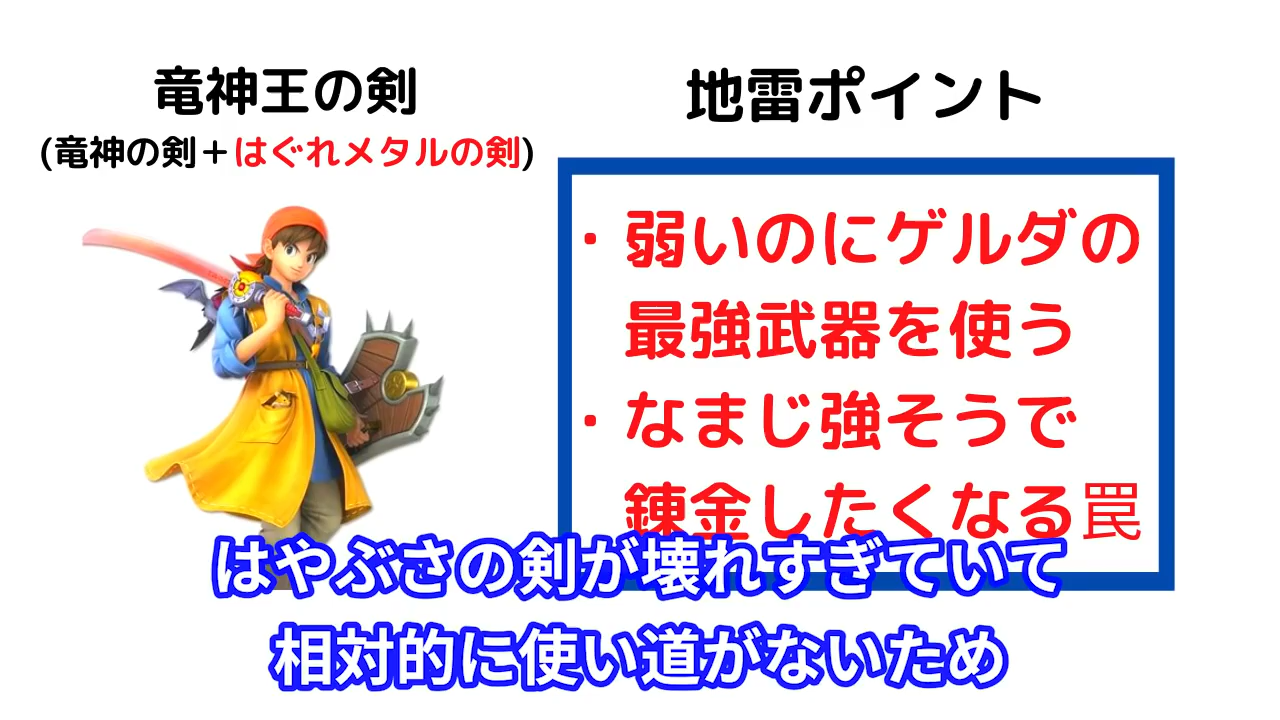 竜神王の剣
(竜神の剣＋はぐれメタルの剣)
地雷ポイント
・弱いのにゲルダの
最強武器を使う
・なまじ強そうで
錬金したくなる罠
はやぶさの剣が壊れすぎていて
相対的に使い道がないため